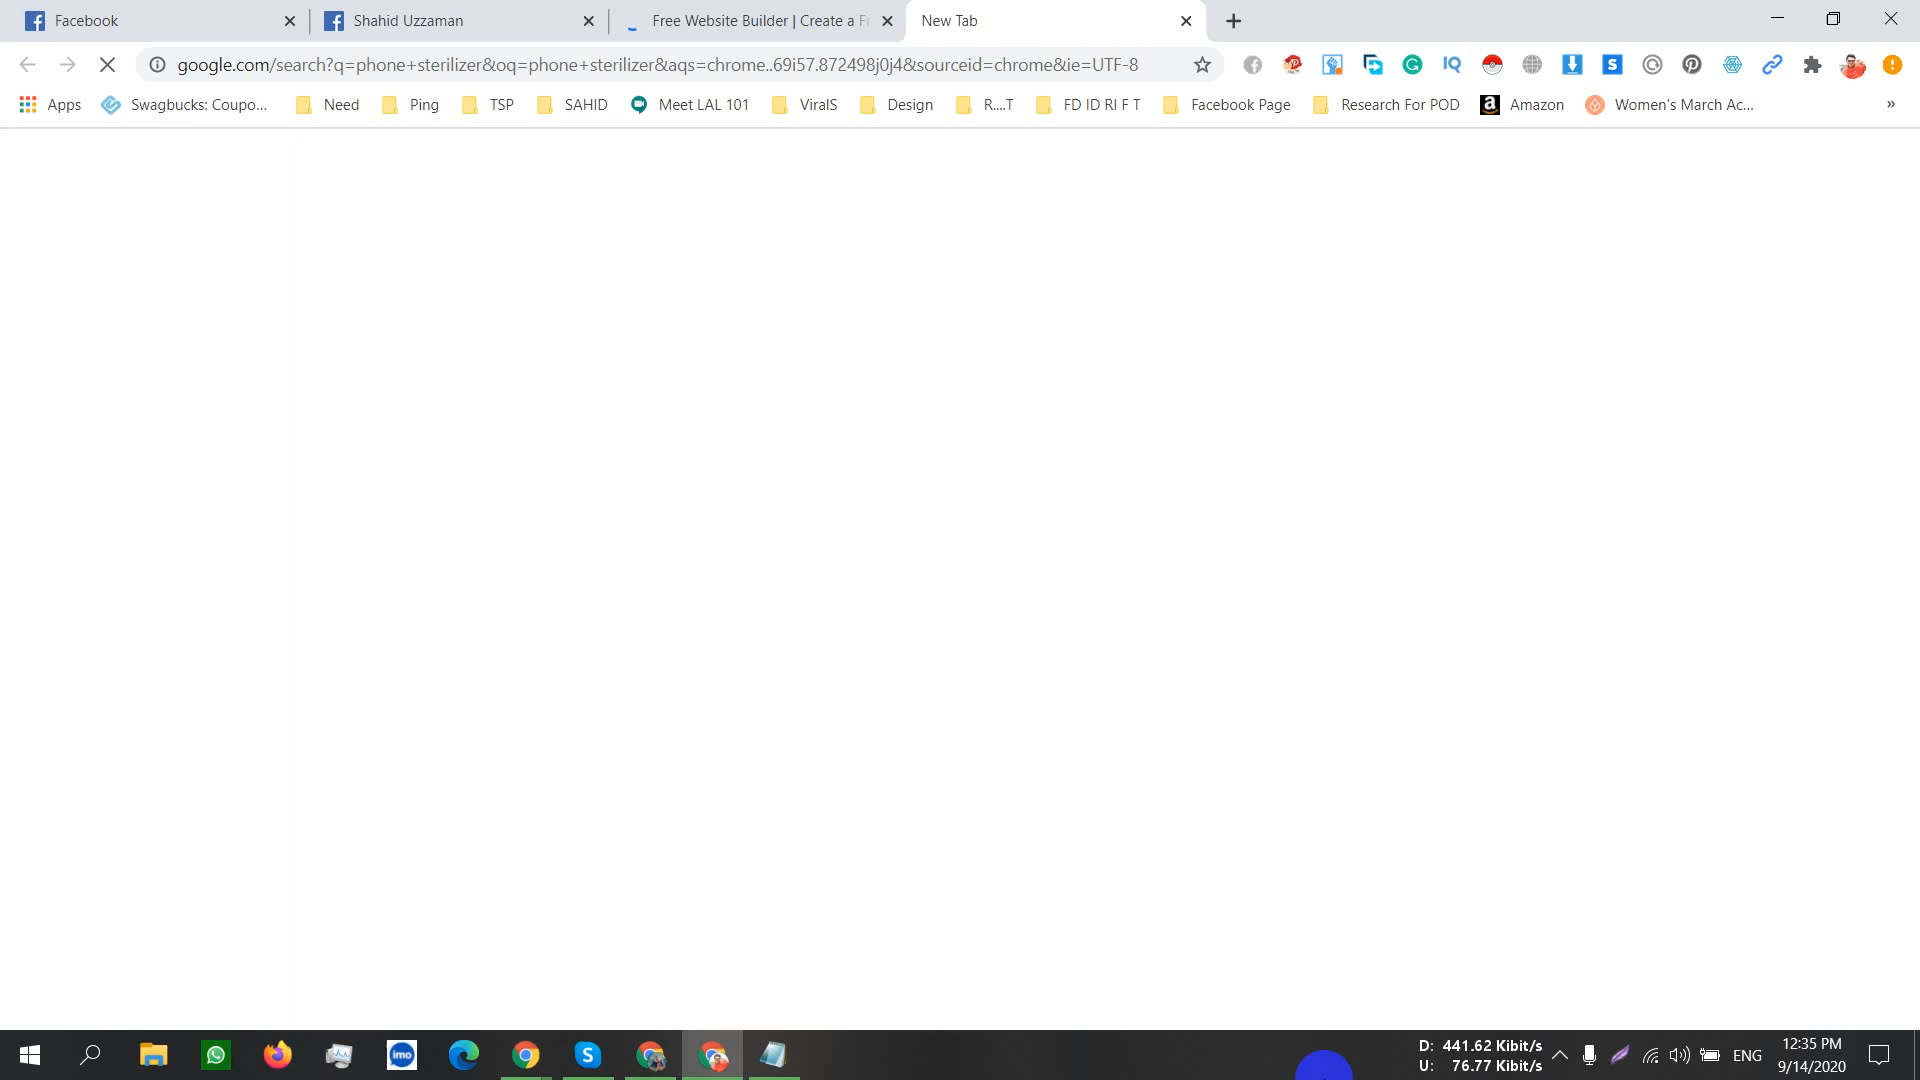 Facebook
Shahid Uzzaman
Free Website Builder | Create a Fr
New Tab
google.com/search?q=phone+sterilizer&oq=phone+sterilizer&aqs=chrome..69i57.872498j0j4&sourceid=chrome&ie=UTF-8
Apps
Swagbucks: Coupo...
Need
Ping
TSP
SAHID
Meet LAL 101
ViralS
Design
R....T
FD ID RI F T
Facebook Page
Research For POD
Amazon
Women's March Ac...
imo
D: 441.62 Kibit/s
U: 76.77 Kibit/s
ENG
12:35 PM
9/14/2020